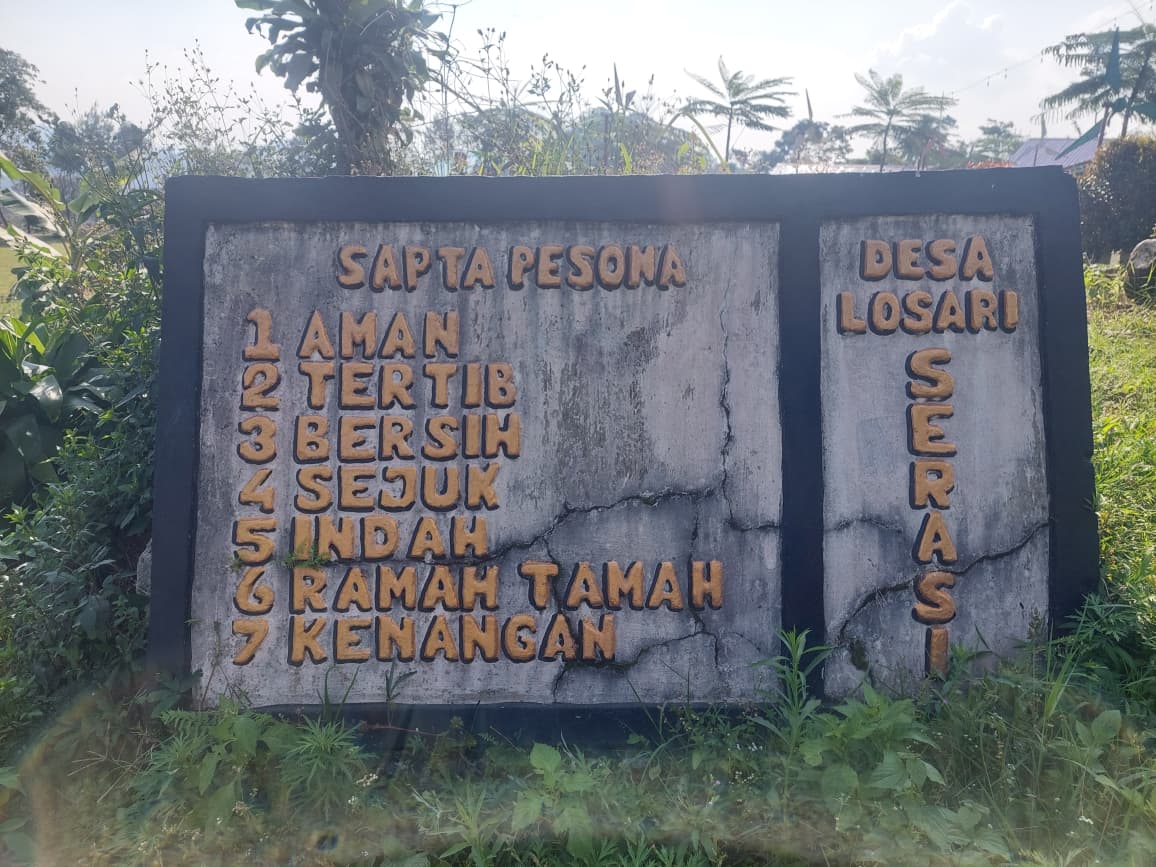 SAPTA PESONA
1 AMAN
2 TERTIB
3 BERSIH
4 SEJUK
5 INDAH
6 RAMAH TAMAH
7 KENANGAN
DESA
LOSARI
SERASI